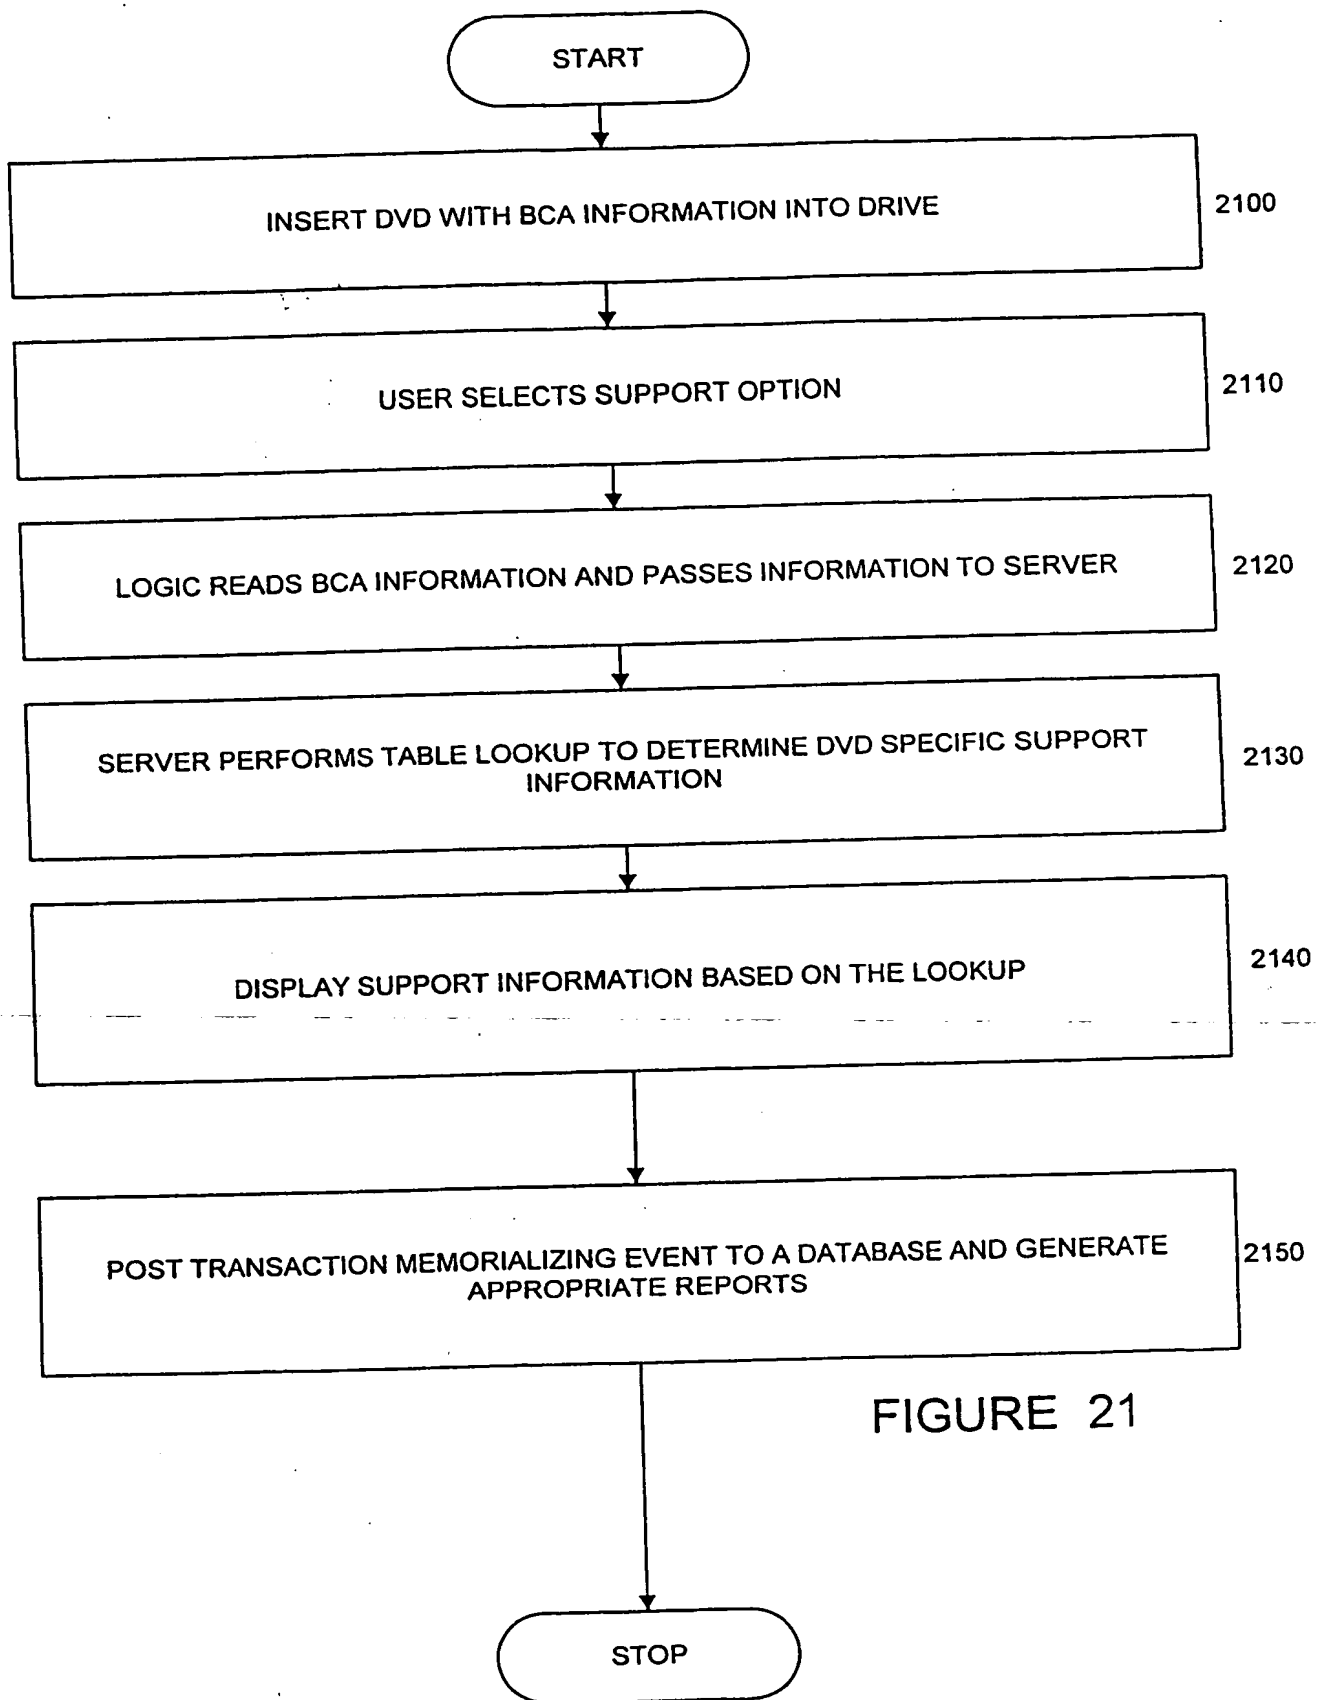 START
INSERT DVD WITH BCA INFORMATION INTO DRIVE
2100
USER SELECTS SUPPORT OPTION
2110
LOGIC READS BCA INFORMATION AND PASSES INFORMATION TO SERVER
2120
SERVER PERFORMS TABLE LOOKUP TO DETERMINE DVD SPECIFIC SUPPORT
INFORMATION
2130
DISPLAY SUPPORT INFORMATION BASED ON THE LOOKUP
2140
POST TRANSACTION MEMORIALIZING EVENT TO A DATABASE AND GENERATE
APPROPRIATE REPORTS
2150
FIGURE 21
STOP